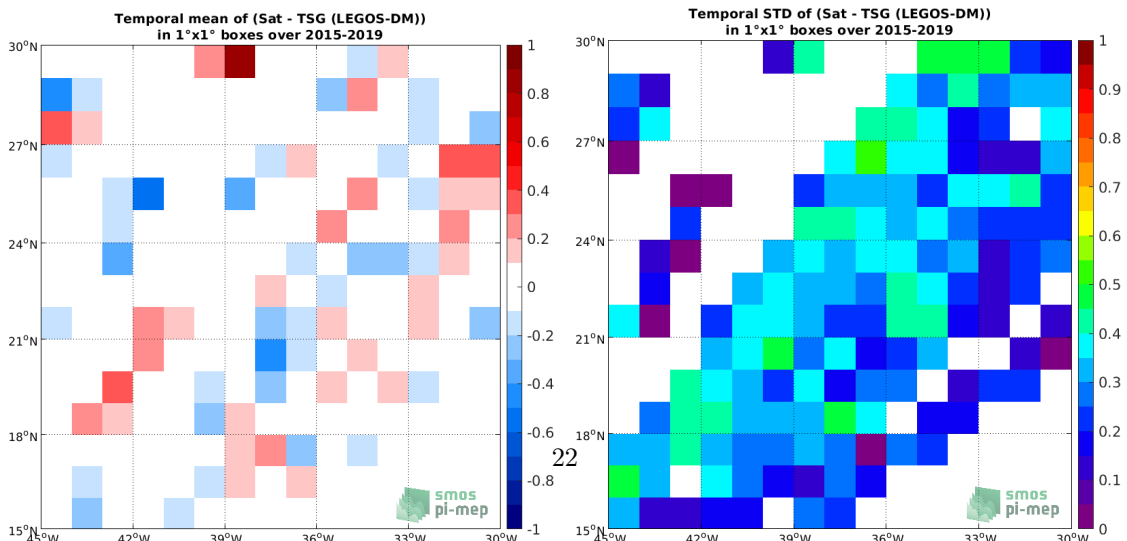 Temporal mean of (Sat - TSG (LEGOS-DM))
in 1°x1° boxes over 2015-2019
30°N
27°N
24°N
21°N
18°N
15°N
45°W
42°W
39°W
36°W
33°W
30°W
1
0.8
0.6
0.4
0.2
0
-0.2
-0.4
-0.6
-0.8
-1
smos
pi-mep
22
Temporal STD of (Sat - TSG (LEGOS-DM))
in 1°x1° boxes over 2015-2019
30°N
27°N
24°N
21°N
18°N
15°N
45°W
42°W
39°W
36°W
33°W
30°W
1
0.9
0.8
0.7
0.6
0.5
0.4
0.3
0.2
0.1
0
smos
pi-mep